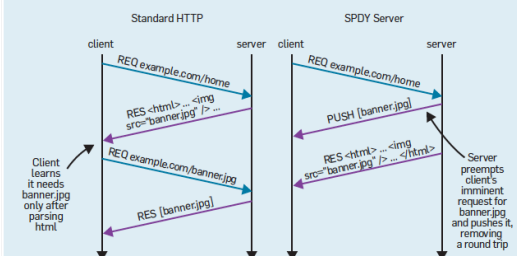 Standard HTTP
SPDY Server
client
server
client
server
REQ example.com/home
RES <html> ... <img
src="banner.jpg" /> ...
REQ example.com/banner.jpg
RES [banner.jpg]
Client
learns
it needs
banner.jpg
only after
parsing
html
REQ example.com/home
PUSH [banner.jpg]
RES <html> ... <img
src="banner.jpg" /> ... </html>
Server
preempts
client's
imminent
request for
banner.jpg
and pushes it,
removing
a round trip